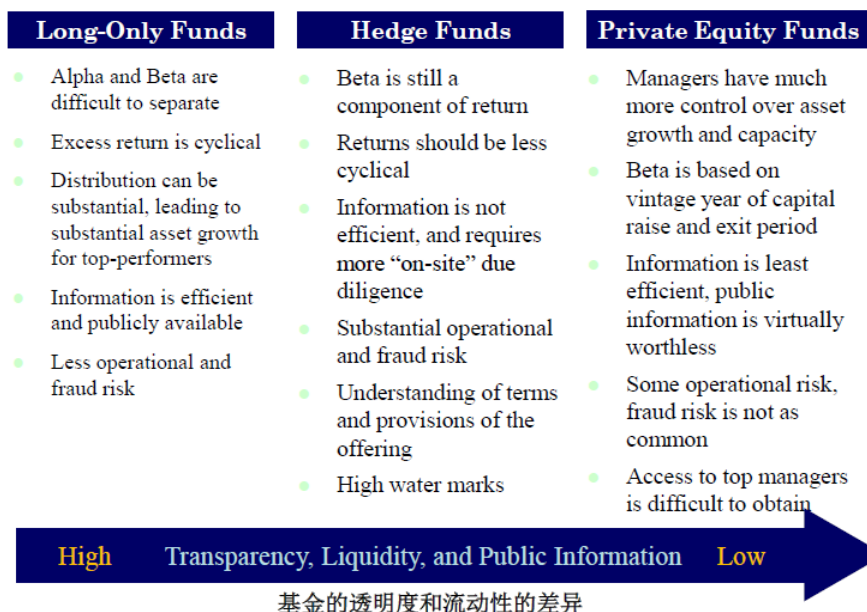 Long-Only Funds
Alpha and Beta are
difficult to separate
Excess return is cyclical
Distribution can be
substantial, leading to
substantial asset growth
for top-performers
Information is efficient
and publicly available
Less operational and
fraud risk
Hedge Funds
Beta is still a
component of return
Returns should be less
cyclical
Information is not
efficient, and requires
more “on-site” due
diligence
Substantial operational
and fraud risk
Understanding of terms
and provisions of the
offering
High water marks
Private Equity Funds
Managers have much
more control over asset
growth and capacity
Beta is based on
vintage year of capital
raise and exit period
Information is least
efficient, public
information is virtually
worthless
Some operational risk,
fraud risk is not as
common
Access to top managers
is difficult to obtain
High Transparency, Liquidity, and Public Information Low
基金的透明度和流动性的差异